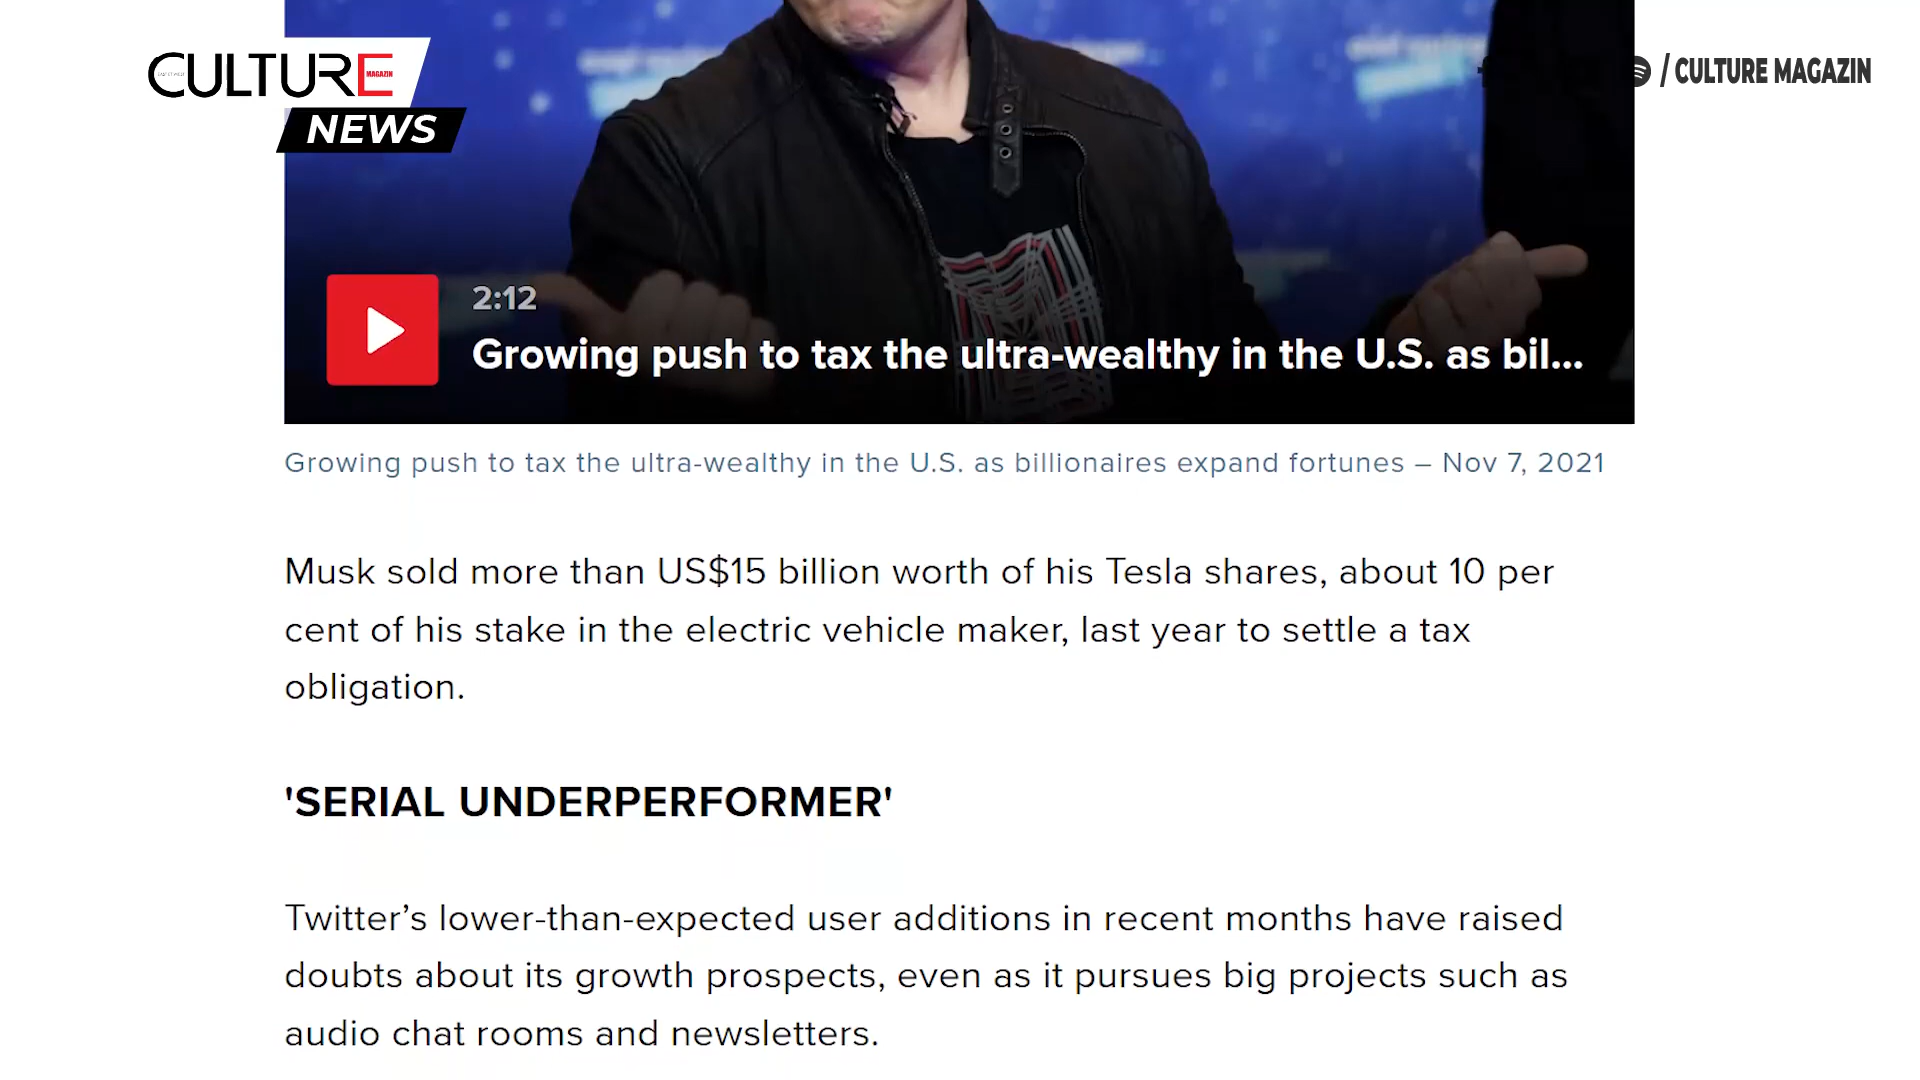 CULTURE
MAGAZIN
NEWS
/ CULTURE MAGAZIN
2:12
Growing push to tax the ultra-wealthy in the U.S. as bil...
Growing push to tax the ultra-wealthy in the U.S. as billionaires expand fortunes – Nov 7, 2021
Musk sold more than US$15 billion worth of his Tesla shares, about 10 per
cent of his stake in the electric vehicle maker, last year to settle a tax
obligation.
'SERIAL UNDERPERFORMER'
Twitter’s lower-than-expected user additions in recent months have raised
doubts about its growth prospects, even as it pursues big projects such as
audio chat rooms and newsletters.